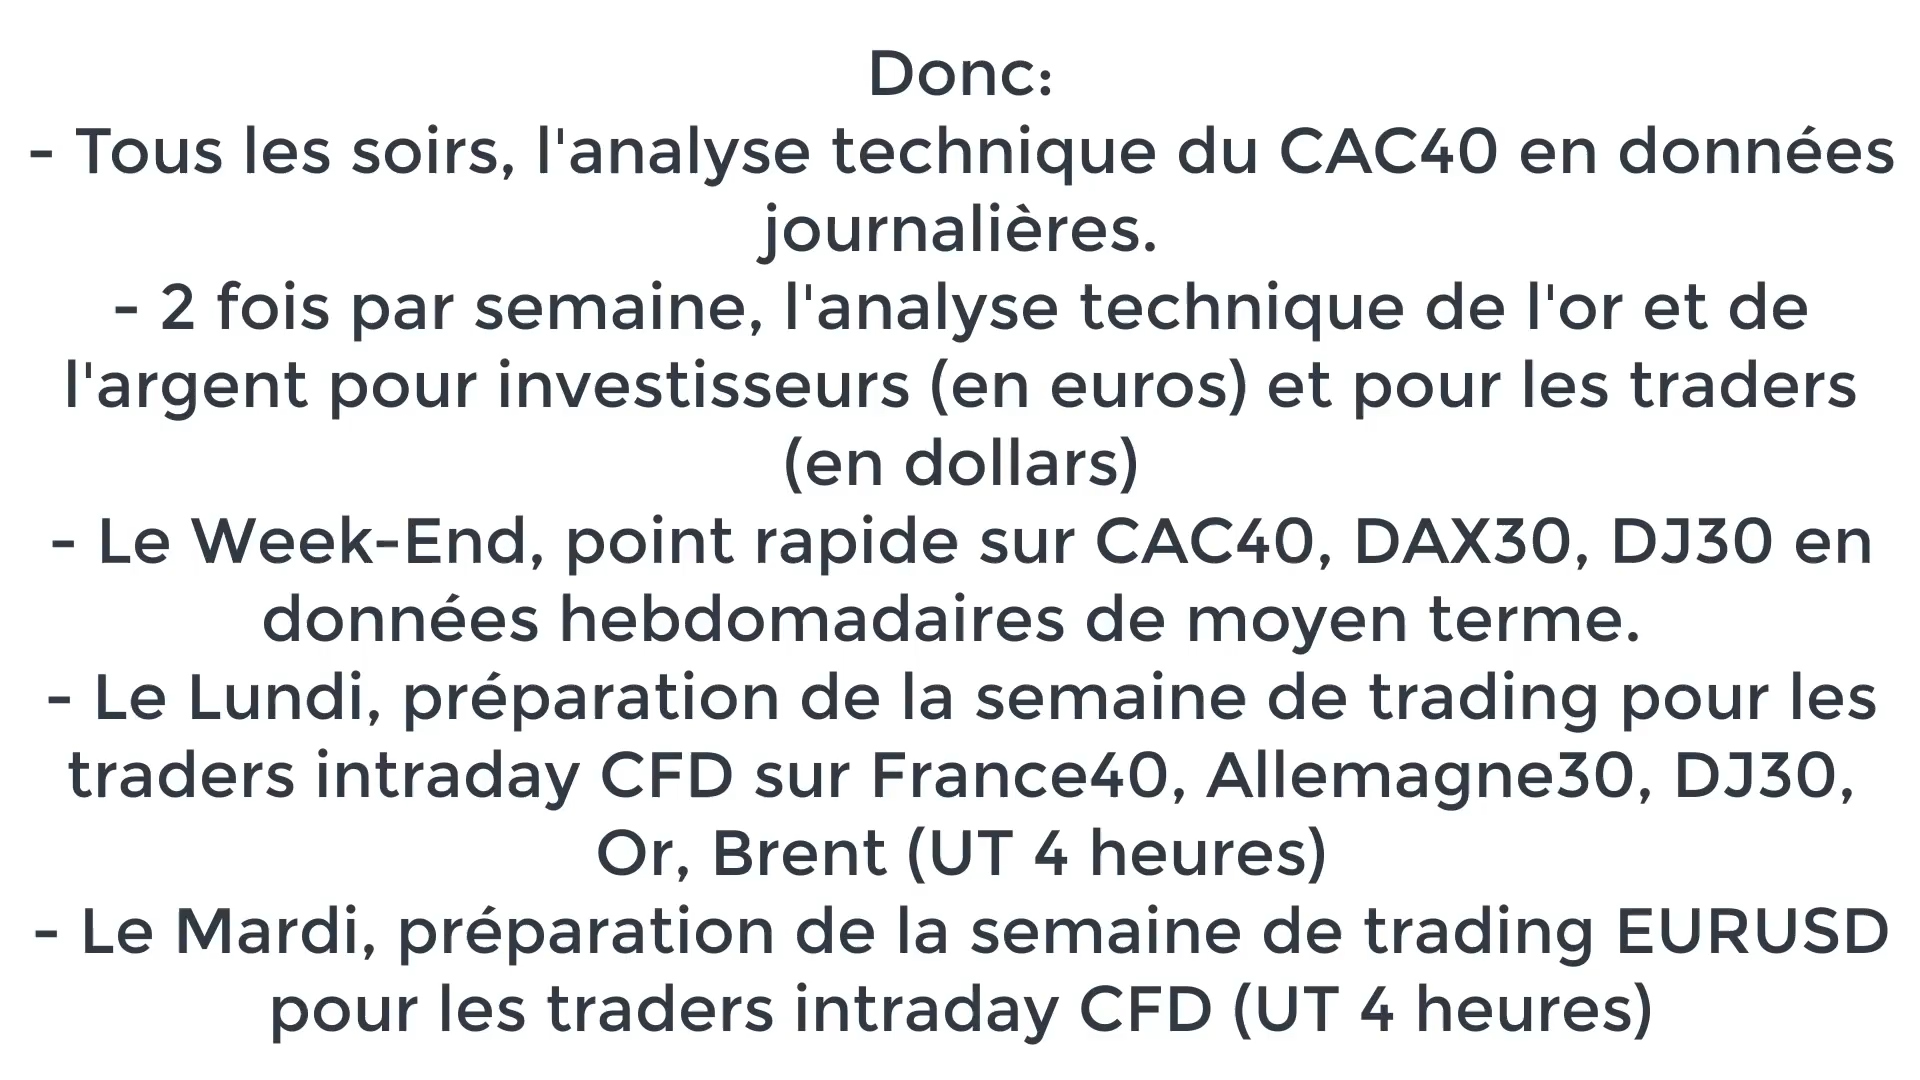 Donc:
- Tous les soirs, l'analyse technique du CAC40 en données
journalières.
- 2 fois par semaine, l'analyse technique de l'or et de
l'argent pour investisseurs (en euros) et pour les traders
(en dollars)
- Le Week-End, point rapide sur CAC40, DAX30, DJ30 en
données hebdomadaires de moyen terme.
- Le Lundi, préparation de la semaine de trading pour les
traders intraday CFD sur France40, Allemagne30, DJ30,
Or, Brent (UT 4 heures)
- Le Mardi, préparation de la semaine de trading EURUSD
pour les traders intraday CFD (UT 4 heures)